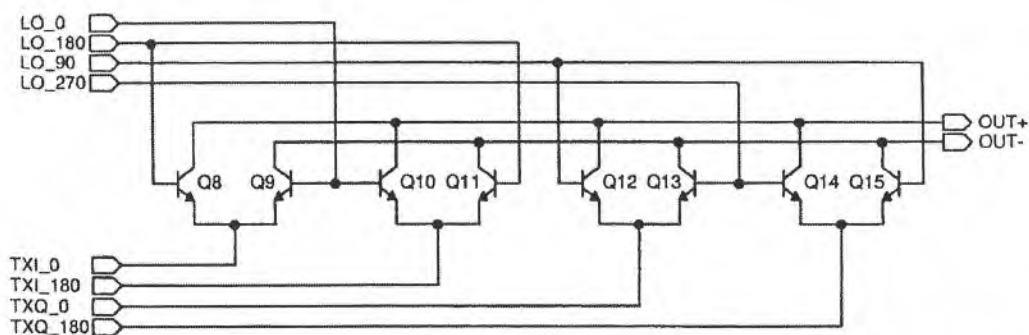 LO_0
LO_180
LO_90
LO_270
OUT+
OUT-
Q8 Q9 Q10 Q11 Q12 Q13 Q14 Q15
TXI_0
TXI_180
TXQ_0
TXQ_180